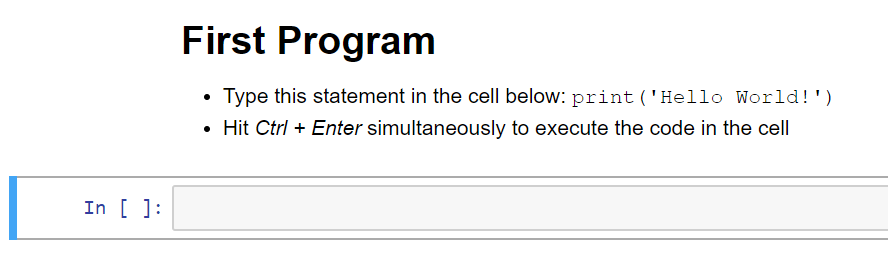 First Program
• Type this statement in the cell below: print('Hello World!')
• Hit Ctrl + Enter simultaneously to execute the code in the cell
In [ ]: